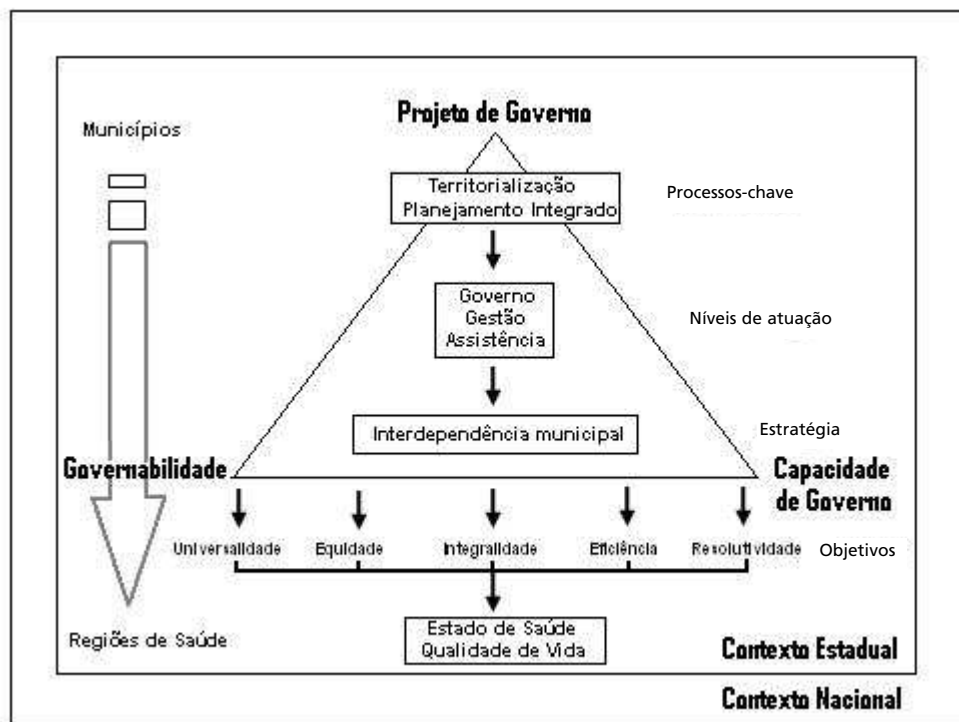 Projeto de Governo
Municípios
Territorialização
Planejamento Integrado
Processos-chave
Governo
Gestão
Assistência
Níveis de atuação
Interdependência municipal
Estratégia
Governabilidade
Capacidade
de Governo
Universalidade
Equidade
Integralidade
Eficiência
Resolutividade
Objetivos
Estado de Saúde
Qualidade de Vida
Regiões de Saúde
Contexto Estadual
Contexto Nacional